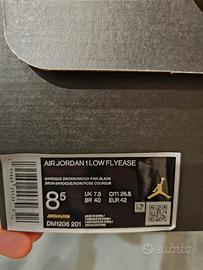 AIR JORDAN 1 LOW FLYEASE
BAROQUE BROWN/RACER PINK-BLACK
BRUN BAROQUE/NOIR/ROSE COUREUR
8.5
UK 7.5 CM 26.5
BR 40 EUR 42
DM1206 201
subito